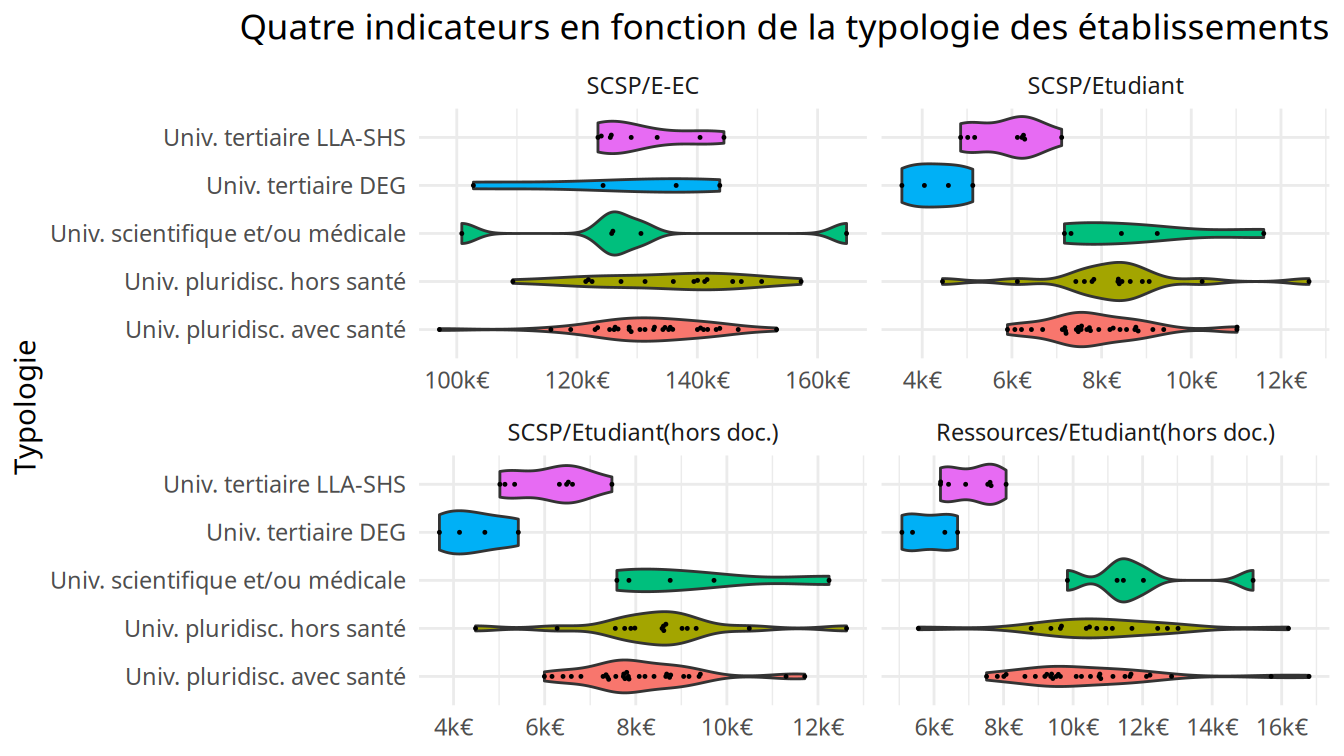 Quatre indicateurs en fonction de la typologie des établissements
SCSP/E-EC
SCSP/Etudiant
Univ. tertiaire LLA-SHS
Univ. tertiaire DEG
Univ. scientifique et/ou médicale
Univ. pluridisc. hors santé
Univ. pluridisc. avec santé
100k€ 120k€ 140k€ 160k€
4k€ 6k€ 8k€ 10k€ 12k€
Typologie
SCSP/Etudiant(hors doc.)
Ressources/Etudiant(hors doc.)
Univ. tertiaire LLA-SHS
Univ. tertiaire DEG
Univ. scientifique et/ou médicale
Univ. pluridisc. hors santé
Univ. pluridisc. avec santé
4k€ 6k€ 8k€ 10k€ 12k€
6k€ 8k€ 10k€ 12k€ 14k€ 16k€